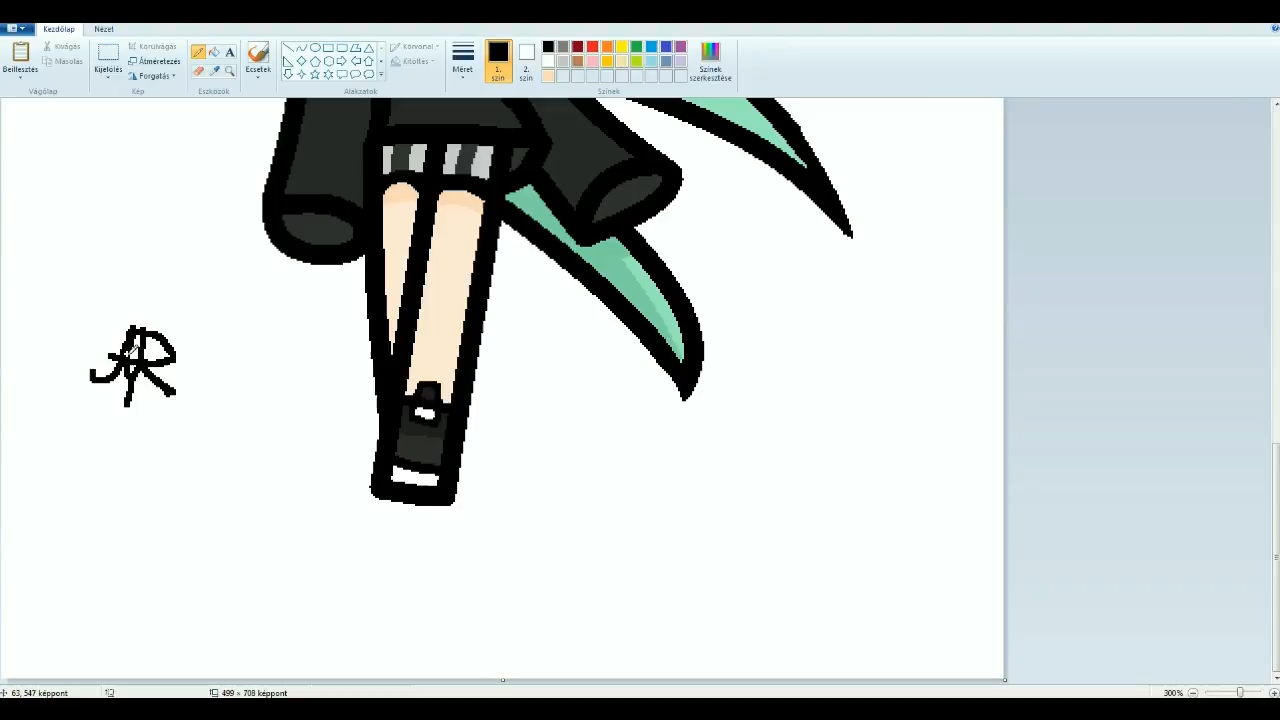 Kezdőlap Nézet
Beillesztés
Kivágás
Másolás
Vágólap
Kijelölés
Körülvágás
Átméretezés
Forgatás
Kép
A
Eszközök
Ecsetek
Alakzatok
Körvonal
Kitöltés
Méret
1. szín
2. szín
Színek
Színek szerkesztése
63, 547 képpont
499 × 708 képpont
300%